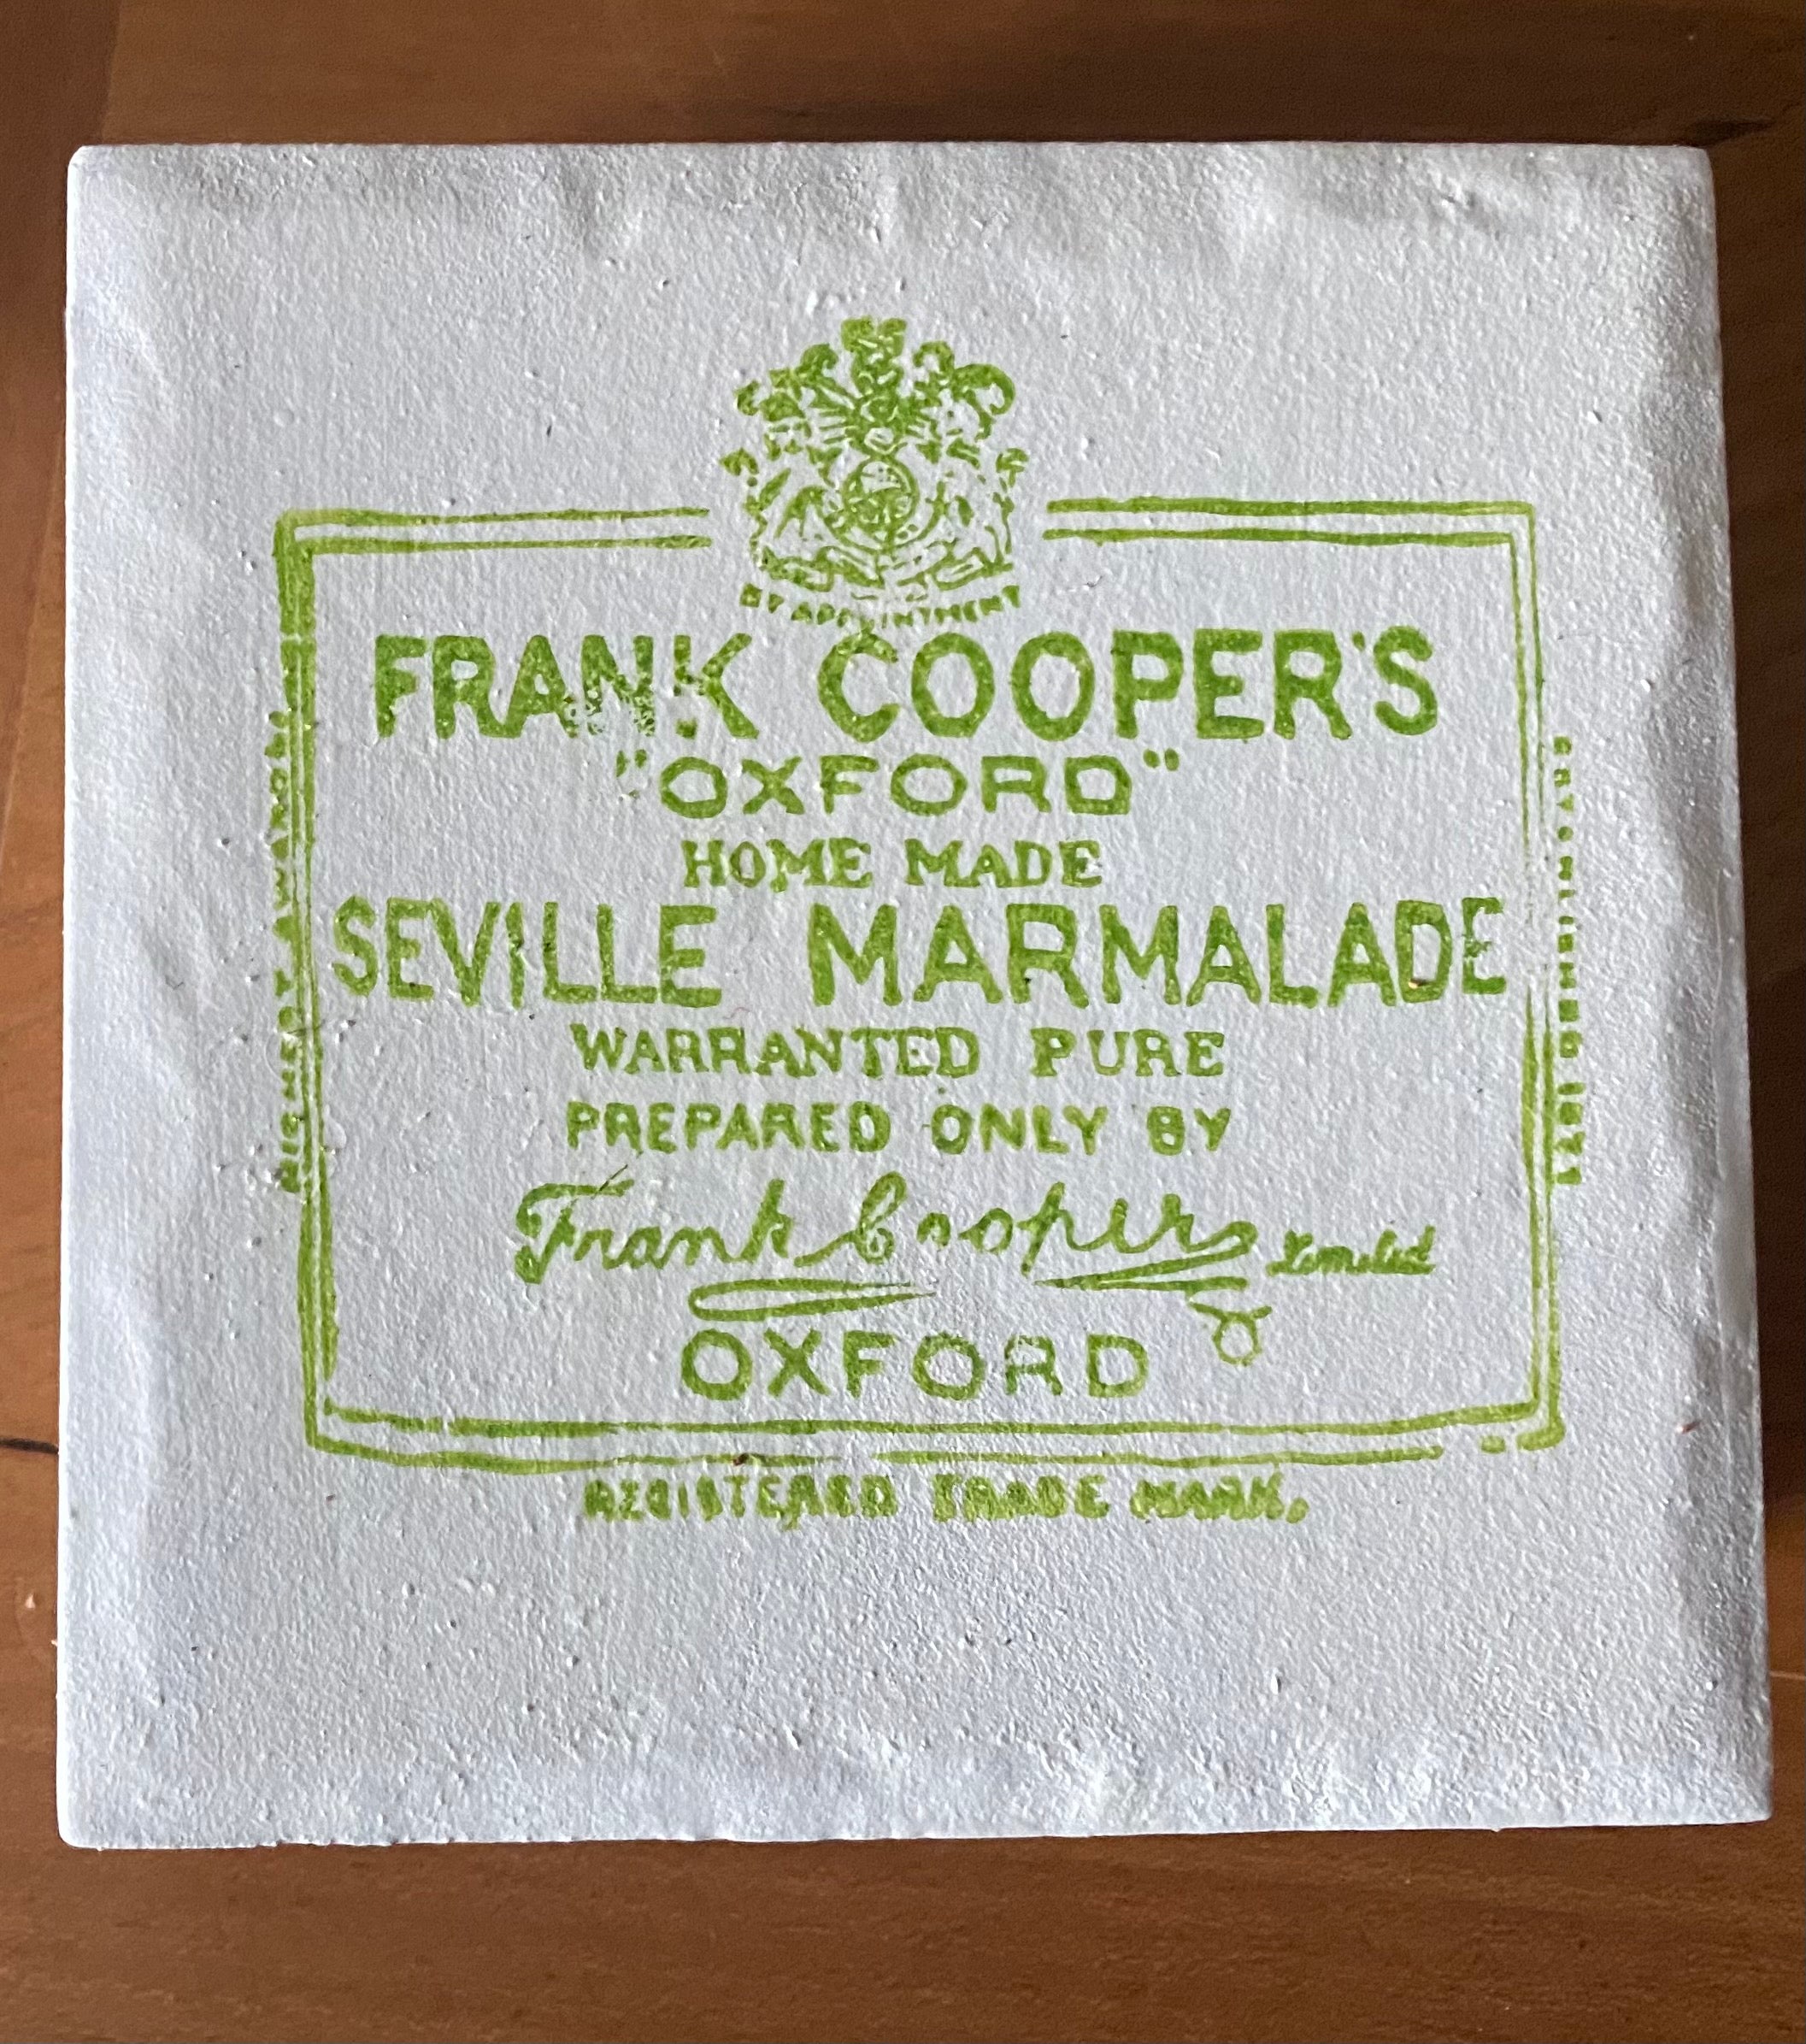 BY APPOINTMENT
FRANK COOPER'S
"OXFORD"
HOME MADE
SEVILLE MARMALADE
WARRANTED PURE
PREPARED ONLY BY
Frank Cooper Limited
OXFORD
REGISTERED TRADE MARK.
HIGHEST AWARDS